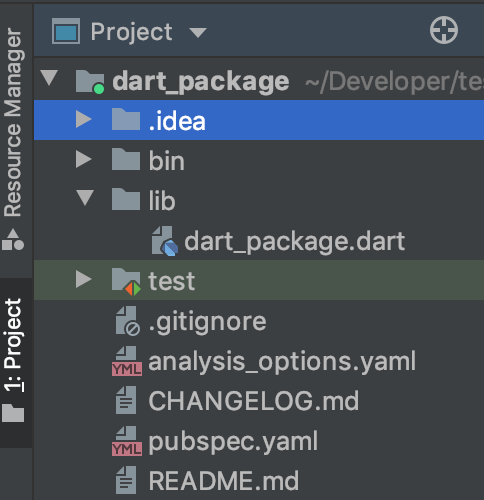 Project
dart_package ~/Developer/te
.idea
bin
lib
dart_package.dart
test
.gitignore
YML analysis_options.yaml
CHANGELOG.md
YML pubspec.yaml
README.md
Resource Manager
1: Project